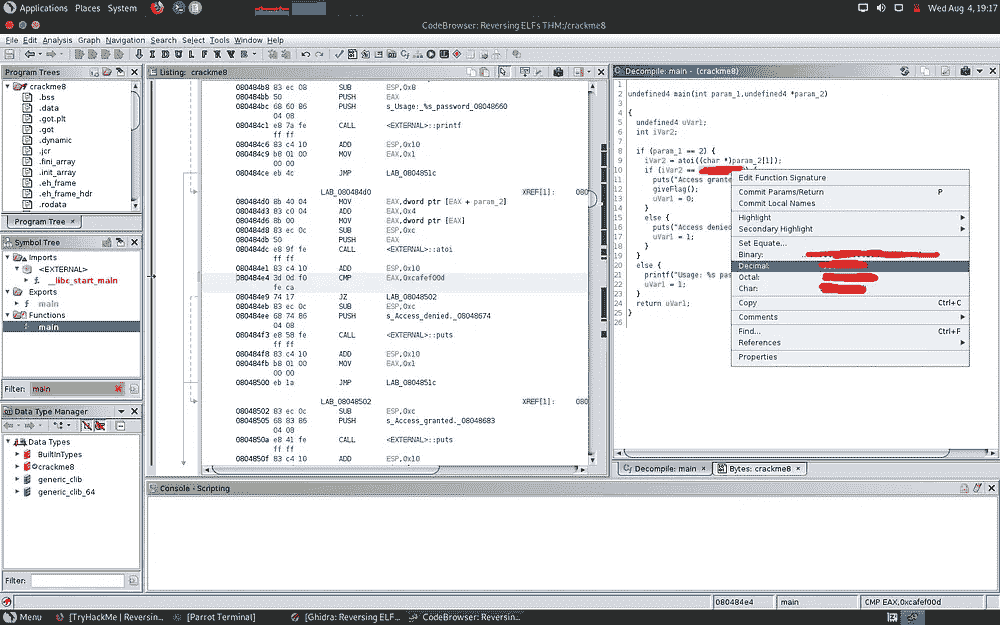 Applications Places System
Wed Aug 4, 19:17
CodeBrowser: Reversing ELFs THM:/crackme8
File Edit Analysis Graph Navigation Search Select Tools Window Help
I D U L F K V B
Program Trees
crackme8
.bss
.data
.got.plt
.got
.dynamic
.jcr
.fini_array
.init_array
.eh_frame
.eh_frame_hdr
.rodata
Program Tree ×
Symbol Tree
Imports
<EXTERNAL>
__libc_start_main
Exports
f main
Functions
f main
Filter: main
Data Type Manager
Data Types
BuiltInTypes
crackme8
generic_clib
generic_clib_64
Filter:
Listing: crackme8
080484b8 83 ec 08 SUB ESP,0x8
080484bb 50 PUSH EAX
080484bc 68 60 86 PUSH s_Usage:_%s_password_08048660
04 08
080484c1 e8 7a fe CALL <EXTERNAL>::printf
ff ff
080484c6 83 c4 10 ADD ESP,0x10
080484c9 b8 01 00 MOV EAX,0x1
00 00
080484ce eb 4c JMP LAB_0804851c
LAB_080484d0 XREF[1]: 080
080484d0 8b 40 04 MOV EAX,dword ptr [EAX + param_2]
080484d3 83 c0 04 ADD EAX,0x4
080484d6 8b 00 MOV EAX,dword ptr [EAX]
080484d8 83 ec 0c SUB ESP,0xc
080484db 50 PUSH EAX
080484dc e8 9f fe CALL <EXTERNAL>::atoi
ff ff
080484e1 83 c4 10 ADD ESP,0x10
080484e4 3d 0d f0 CMP EAX,0xcafef00d
fe ca
080484e9 74 17 JZ LAB_08048502
080484eb 83 ec 0c SUB ESP,0xc
080484ee 68 74 86 PUSH s_Access_denied._08048674
04 08
080484f3 e8 58 fe CALL <EXTERNAL>::puts
ff ff
080484f8 83 c4 10 ADD ESP,0x10
080484fb b8 01 00 MOV EAX,0x1
00 00
08048500 eb 1a JMP LAB_0804851c
LAB_08048502 XREF[1]: 080
08048502 83 ec 0c SUB ESP,0xc
08048505 68 83 86 PUSH s_Access_granted._08048683
04 08
0804850a e8 41 fe CALL <EXTERNAL>::puts
ff ff
0804850f 83 c4 10 ADD ESP,0x10
Decompile: main - (crackme8)
1
2 undefined4 main(int param_1,undefined4 *param_2)
3
4 {
5 undefined4 uVar1;
6 int iVar2;
7
8 if (param_1 == 2) {
9 iVar2 = atoi((char *)param_2[1]);
10 if (iVar2 ==
11 puts("Access grant
12 giveFlag();
13 uVar1 = 0;
14 }
15 else {
16 puts("Access denie
17 uVar1 = 1;
18 }
19 }
20 else {
21 printf("Usage: %s pas
22 uVar1 = 1;
23 }
24 return uVar1;
25 }
26
Edit Function Signature
Commit Params/Return P
Commit Local Names
Highlight
Secondary Highlight
Set Equate...
Binary:
Decimal:
Octal:
Char:
Copy Ctrl+C
Comments
Find... Ctrl+F
References
Properties
Decompile: main × Bytes: crackme8 ×
Console - Scripting
080484e4 main CMP EAX,0xcafef00d
Menu [TryHackMe | Reversin... [Parrot Terminal] [Ghidra: Reversing ELF... CodeBrowser: Reversin...